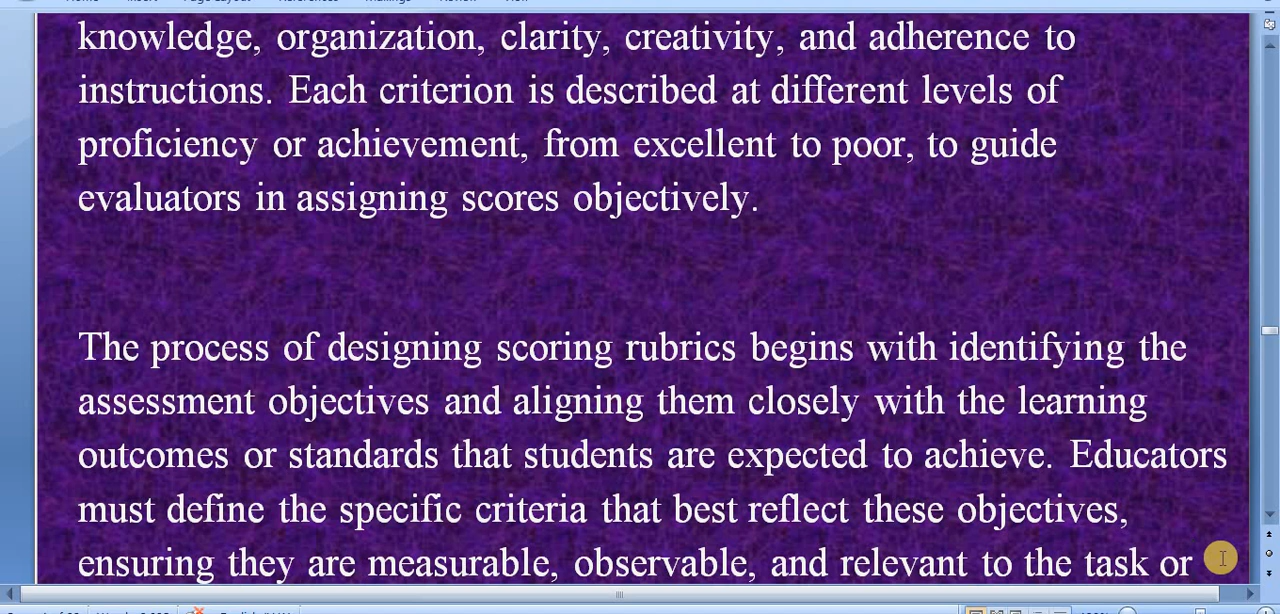 knowledge, organization, clarity, creativity, and adherence to
instructions. Each criterion is described at different levels of
proficiency or achievement, from excellent to poor, to guide
evaluators in assigning scores objectively.
The process of designing scoring rubrics begins with identifying the
assessment objectives and aligning them closely with the learning
outcomes or standards that students are expected to achieve. Educators
must define the specific criteria that best reflect these objectives,
ensuring they are measurable, observable, and relevant to the task or